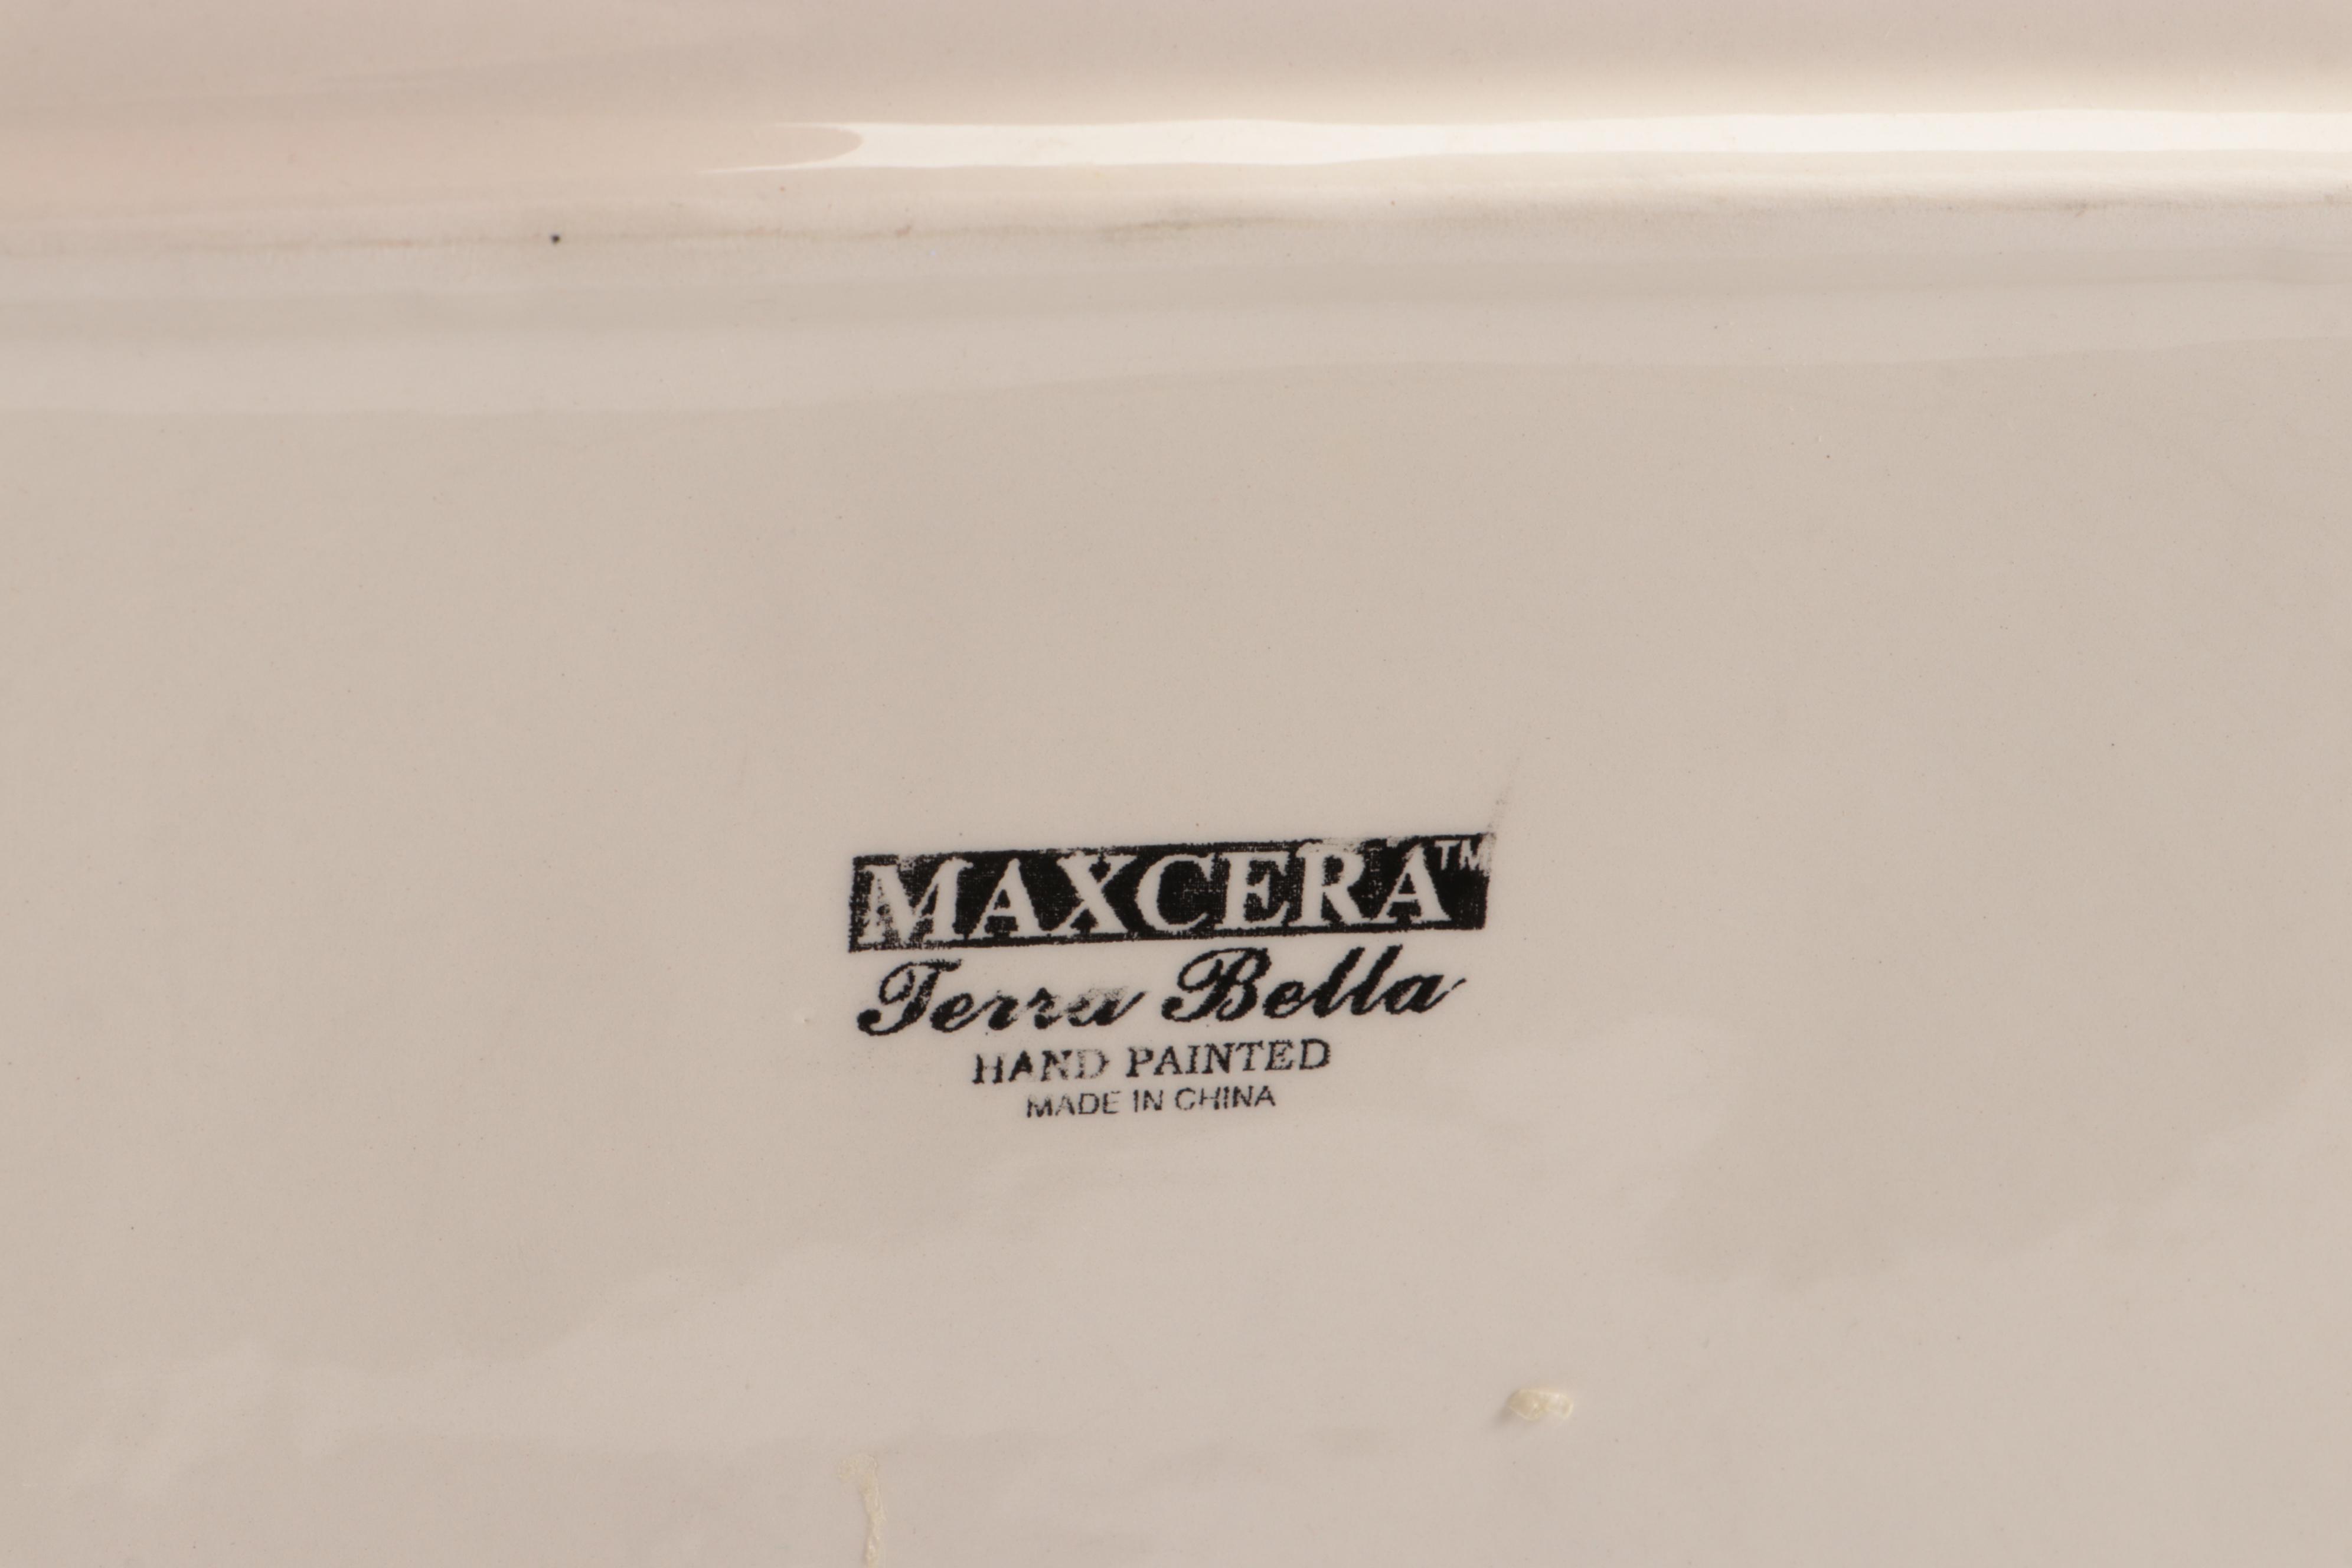 MAXCERA™
Terra Bella
HAND PAINTED
MADE IN CHINA